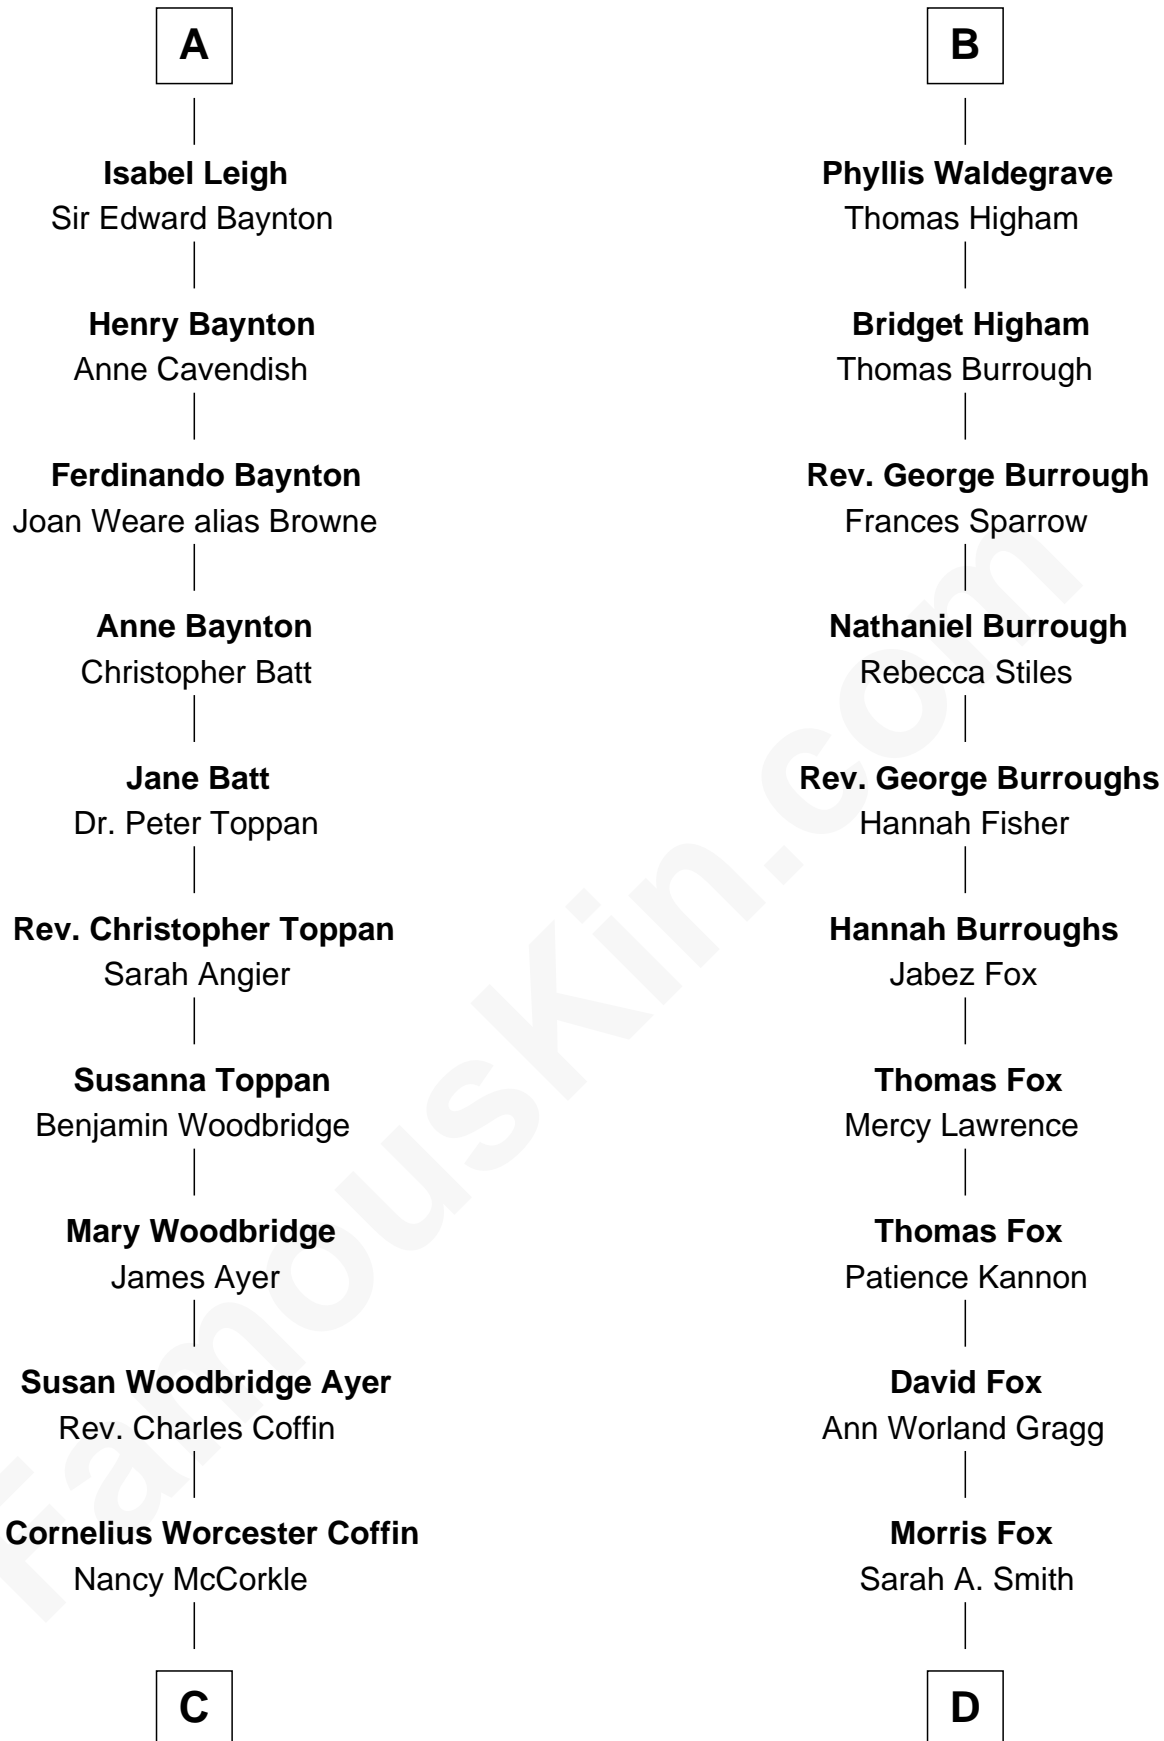 A
Isabel Leigh
Sir Edward Baynton
Henry Baynton
Anne Cavendish
Ferdinando Baynton
Joan Weare alias Browne
Anne Baynton
Christopher Batt
Jane Batt
Dr. Peter Toppan
Rev. Christopher Toppan
Sarah Angier
Susanna Toppan
Benjamin Woodbridge
Mary Woodbridge
James Ayer
Susan Woodbridge Ayer
Rev. Charles Coffin
Cornelius Worcester Coffin
Nancy McCorkle
C
B
Phyllis Waldegrave
Thomas Higham
Bridget Higham
Thomas Burrough
Rev. George Burrough
Frances Sparrow
Nathaniel Burrough
Rebecca Stiles
Rev. George Burroughs
Hannah Fisher
Hannah Burroughs
Jabez Fox
Thomas Fox
Mercy Lawrence
Thomas Fox
Patience Kannon
David Fox
Ann Worland Gragg
Morris Fox
Sarah A. Smith
D
FamousKin.com